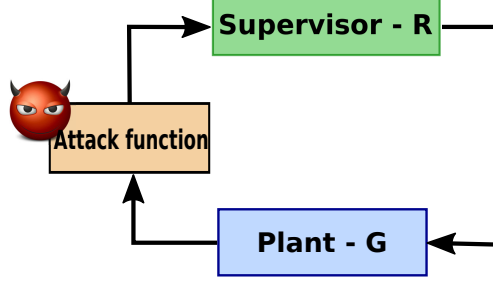 Supervisor - R
Attack function
Plant - G